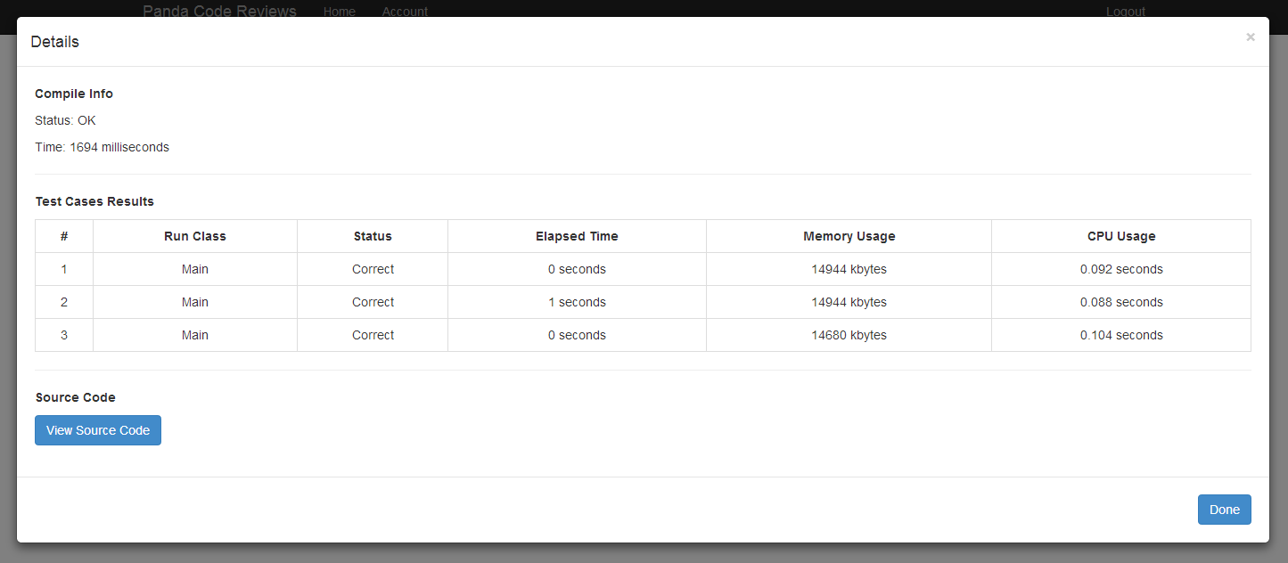 Panda Code Reviews Home Account Logout
Details ×
Compile Info
Status: OK
Time: 1694 milliseconds
Test Cases Results
# Run Class Status Elapsed Time Memory Usage CPU Usage
1 Main Correct 0 seconds 14944 kbytes 0.092 seconds
2 Main Correct 1 seconds 14944 kbytes 0.088 seconds
3 Main Correct 0 seconds 14680 kbytes 0.104 seconds
Source Code
View Source Code
Done